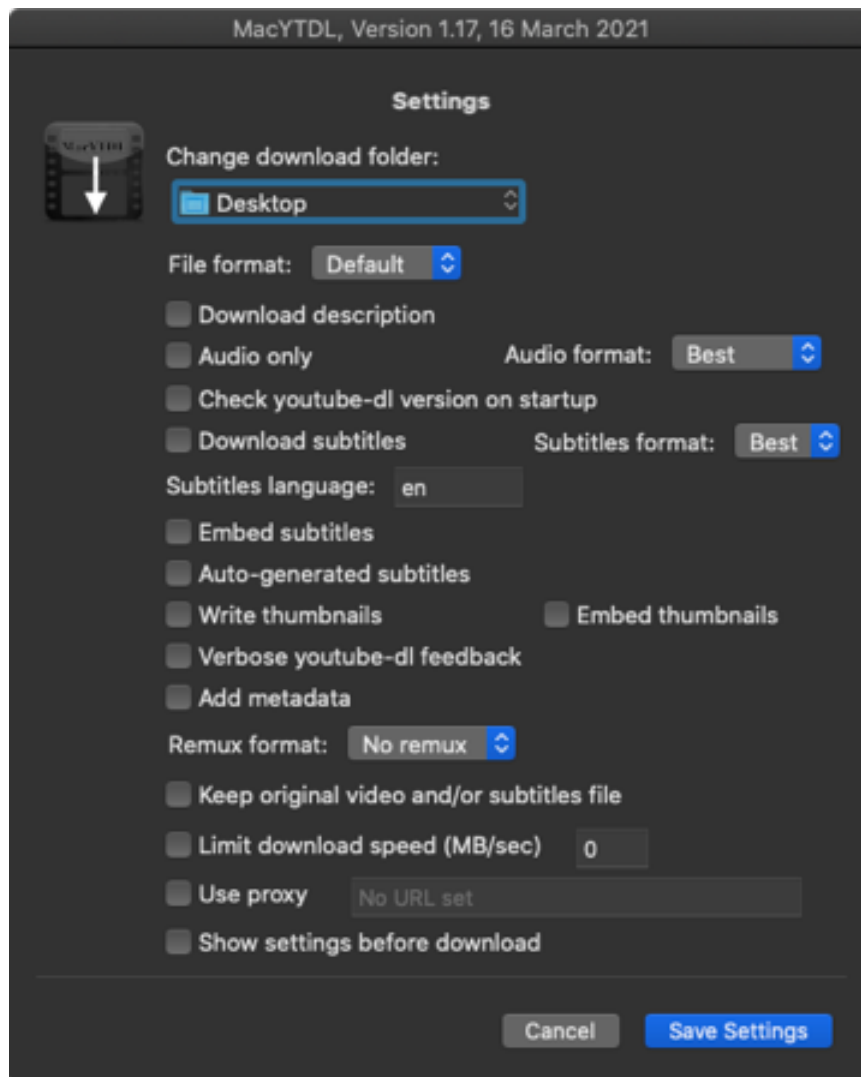 MacYTDL, Version 1.17, 16 March 2021
Settings
MacYTDL
Change download folder:
Desktop
File format: Default
Download description
Audio only Audio format: Best
Check youtube-dl version on startup
Download subtitles Subtitles format: Best
Subtitles language: en
Embed subtitles
Auto-generated subtitles
Write thumbnails Embed thumbnails
Verbose youtube-dl feedback
Add metadata
Remux format: No remux
Keep original video and/or subtitles file
Limit download speed (MB/sec) 0
Use proxy No URL set
Show settings before download
Cancel Save Settings